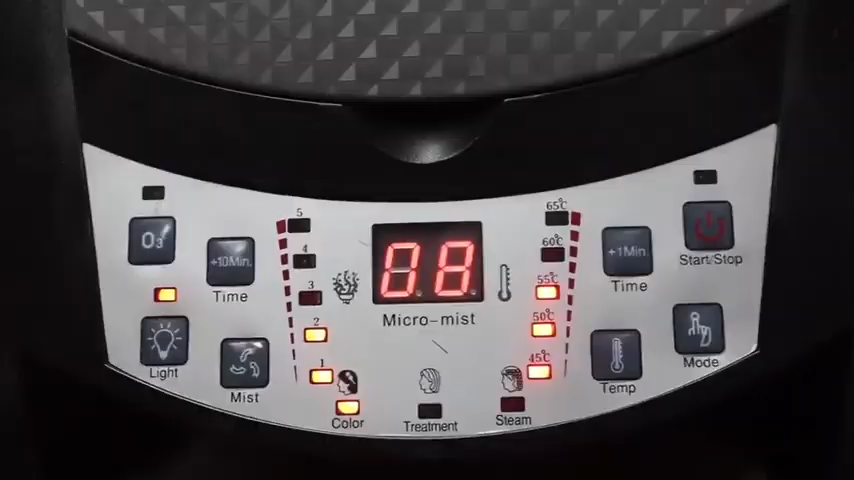 O3
+10Min.
Time
Light
Mist
5
4
3
2
1
08
Micro-mist
65℃
60℃
55℃
50℃
45℃
Color
Treatment
Steam
+1Min.
Time
Start/Stop
Temp
Mode